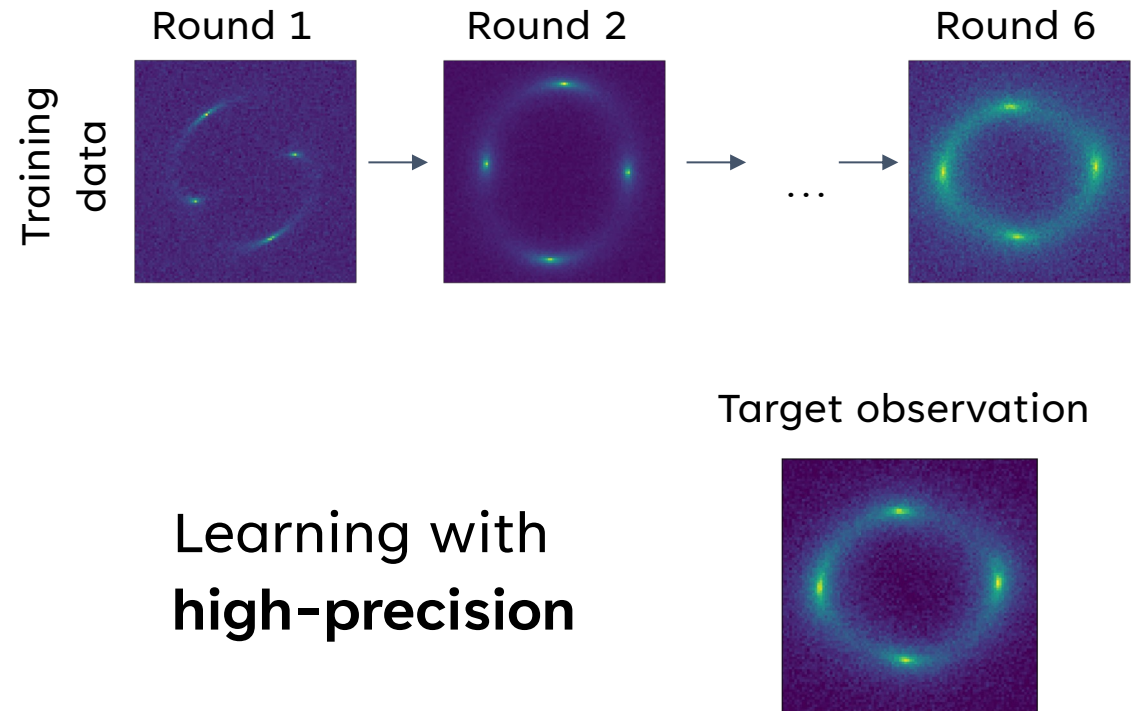 Round 1
Round 2
Round 6
Training
data
...
Target observation
Learning with
high-precision